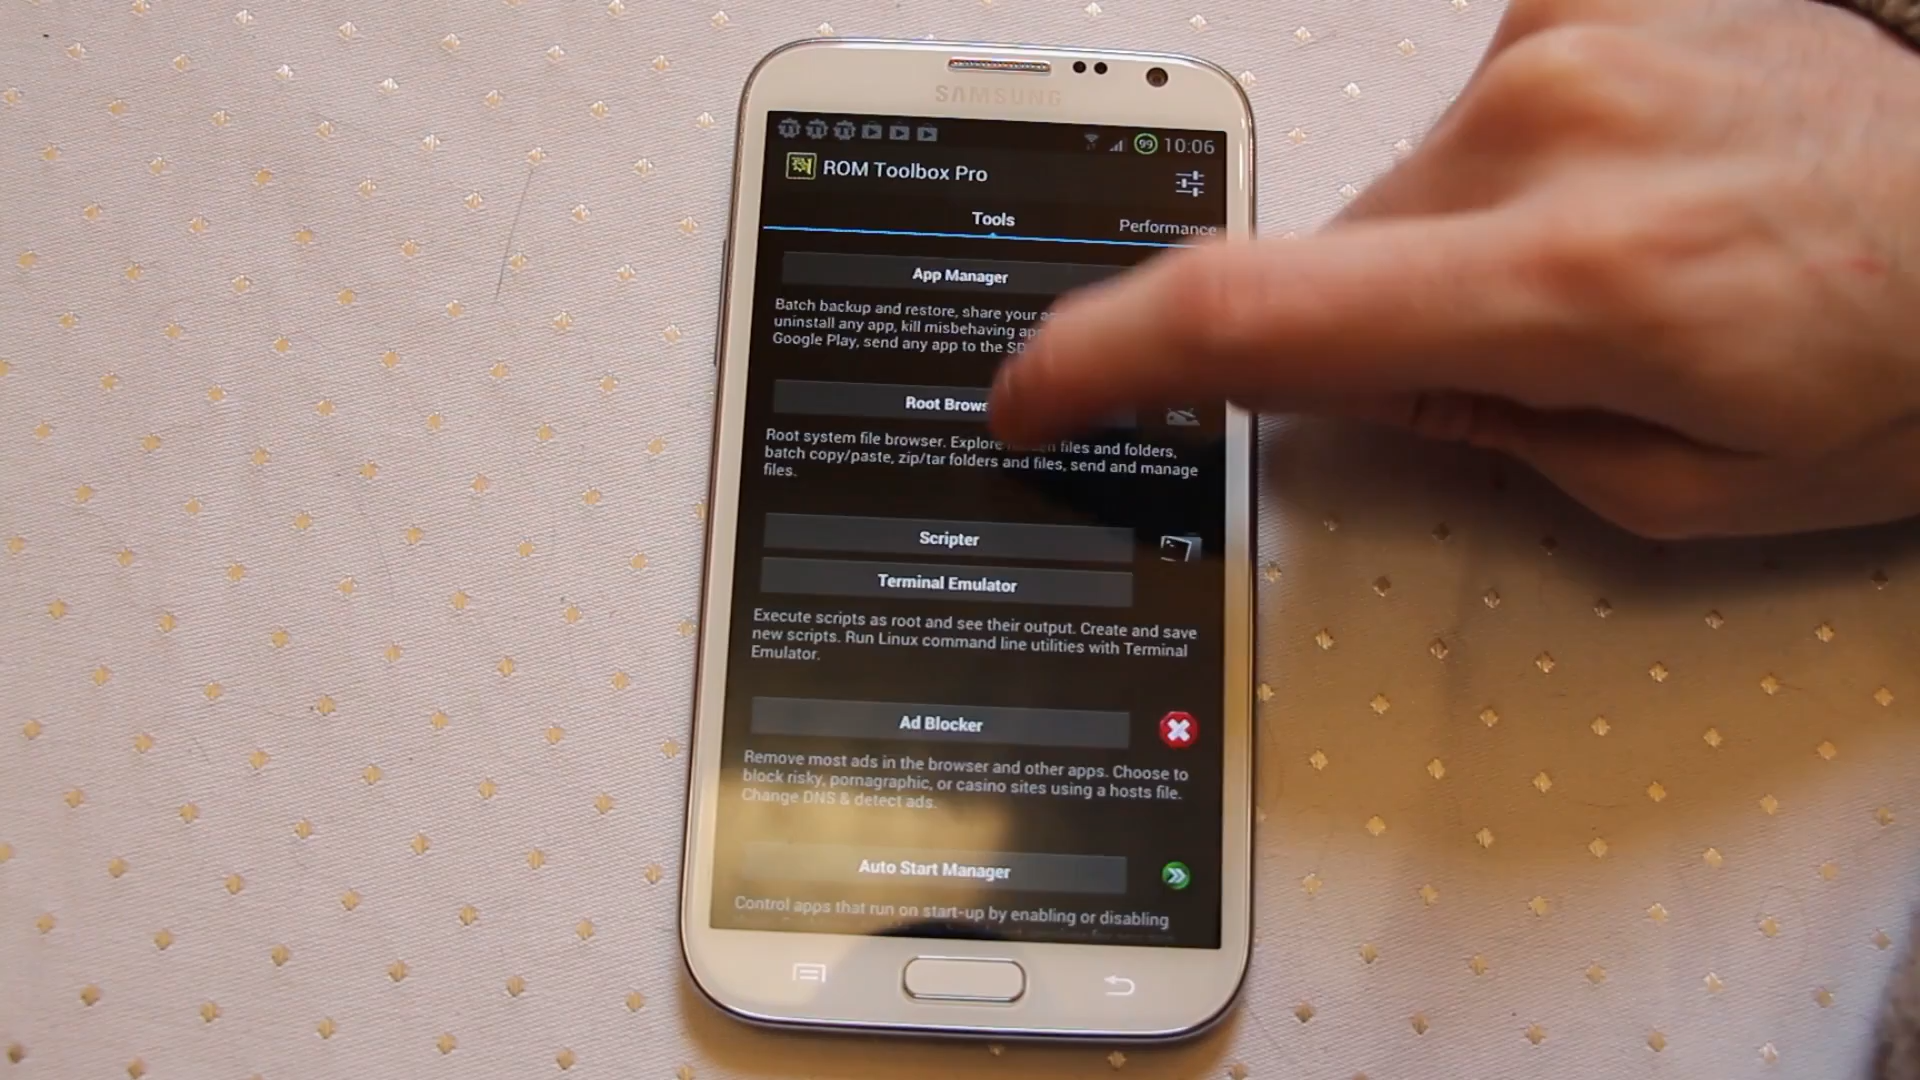 SAMSUNG
99 10:06
ROM Toolbox Pro
Tools Performance
App Manager
Batch backup and restore, share your
uninstall any app, kill misbehaving
Google Play, send any app to the
Root
Root system file browser. Explore files and folders,
batch copy/paste, zip/tar folders and files, send and manage
files.
Scripter
Terminal Emulator
Execute scripts as root and see their output. Create and save
new scripts. Run Linux command line utilities with Terminal
Emulator.
Ad Blocker
Remove most ads in the browser and other apps. Choose to
block risky, pornagraphic, or casino sites using a hosts file.
Change DNS & detect ads.
Auto Start Manager
Control apps that run on start-up by enabling or disabling